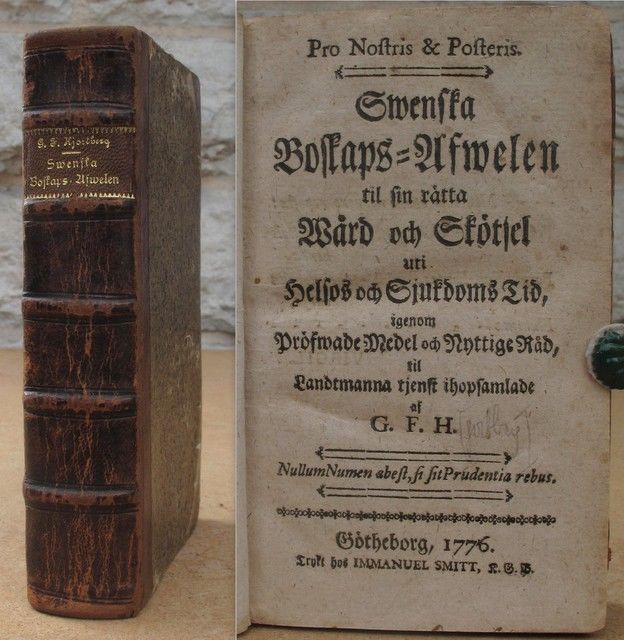 G. F. Hjortberg
Swenska
Boskaps-Afwelen
Pro Nostris & Posteris.
Swenska
Boskaps-Afwelen
til sin rätta
Wård och Skötsel
uti
Helsos och Sjukdoms Tid,
igenom
Pröfwade Medel och Nyttige Råd,
til
Landtmanna tjenst ihopsamlade
af
G. F. H.
Nullum Numen abest, si sit Prudentia rebus.
Götheborg, 1776.
Trykt hos IMMANUEL SMITT, K. G. B.